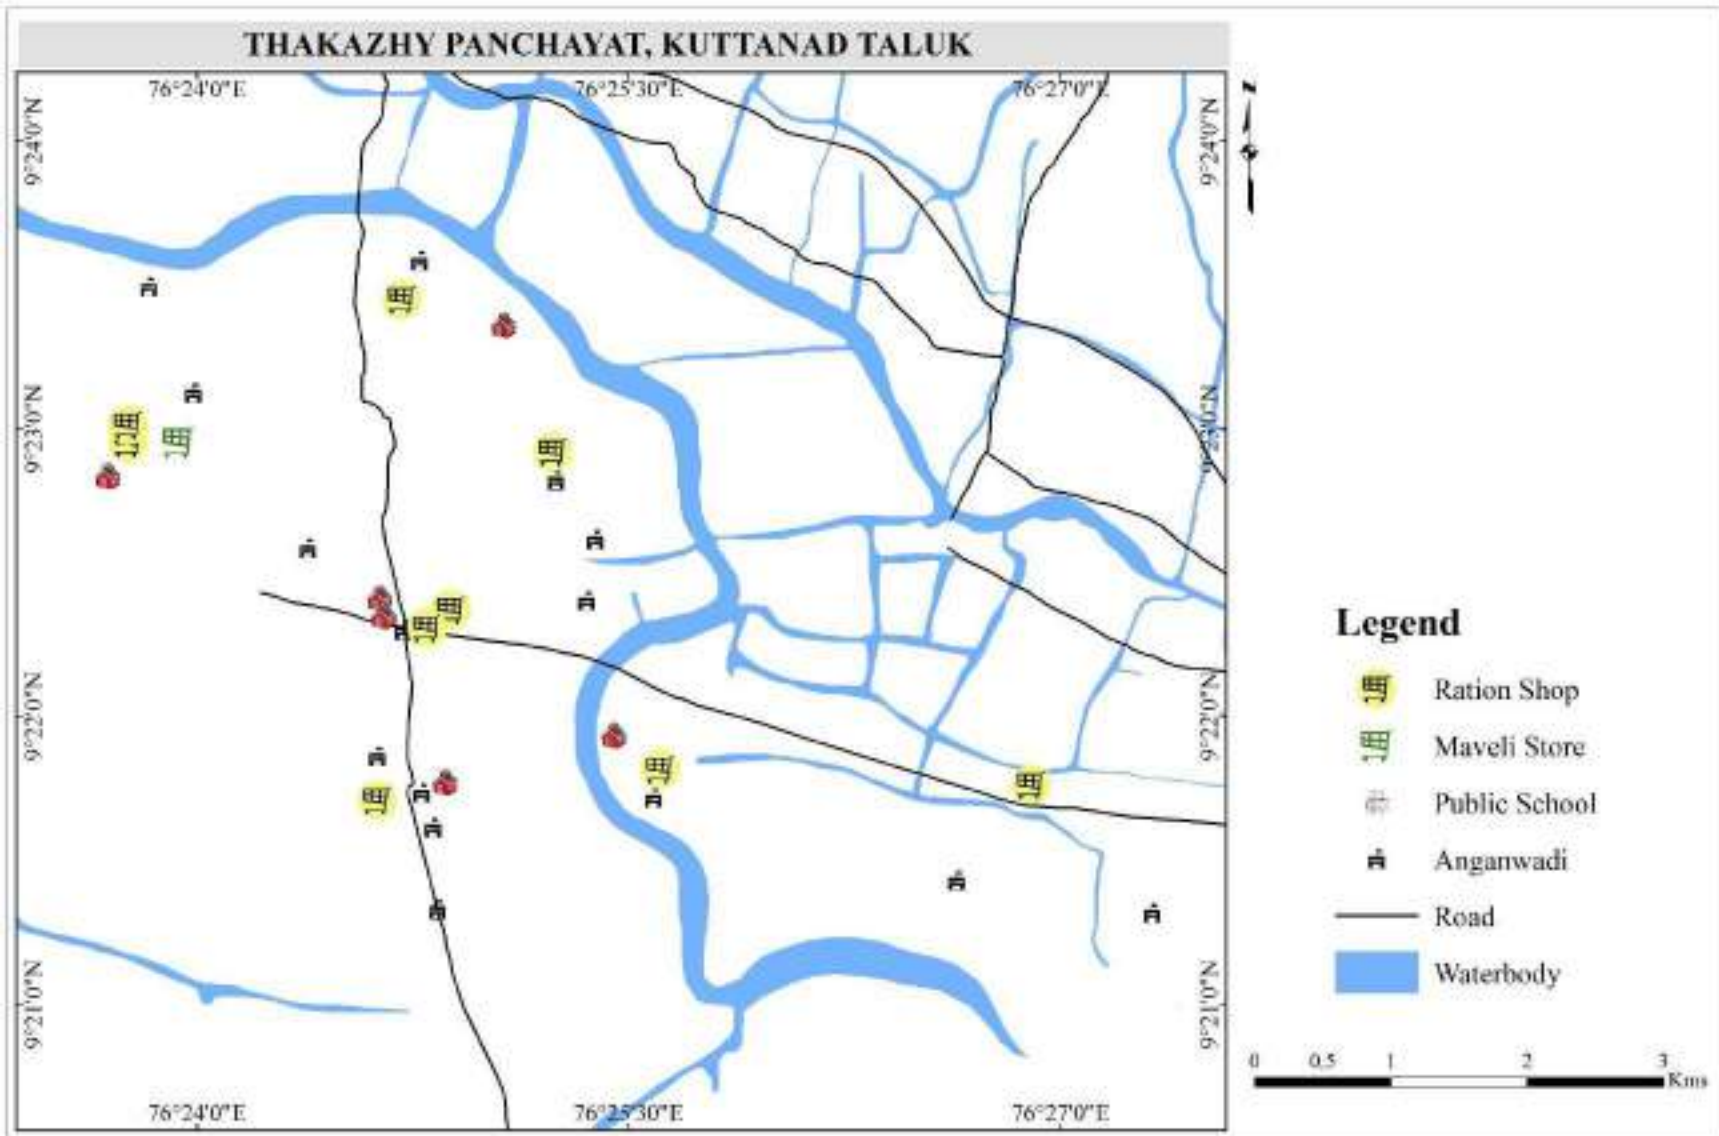 THAKAZHY PANCHAYAT, KUTTANAD TALUK
76°24'0"E
76°25'30"E
76°27'0"E
9°24'0"N
9°24'0"N
9°23'0"N
9°22'0"N
9°22'0"N
9°21'0"N
9°21'0"N
76°24'0"E
76°25'30"E
76°27'0"E
N
Legend
Ration Shop
Maveli Store
Public School
Anganwadi
Road
Waterbody
0 0.5 1 2 3
Kms